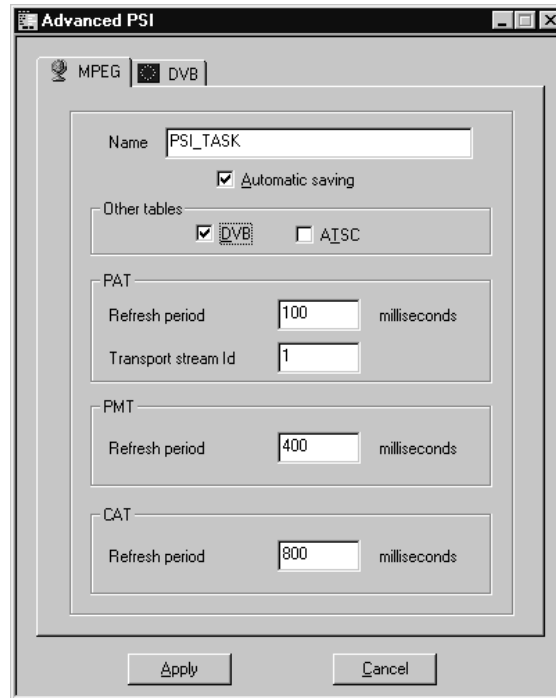 Advanced PSI
MPEG DVB
Name PSI_TASK
Automatic saving
Other tables
DVB ATSC
PAT
Refresh period 100 milliseconds
Transport stream Id 1
PMT
Refresh period 400 milliseconds
CAT
Refresh period 800 milliseconds
Apply Cancel